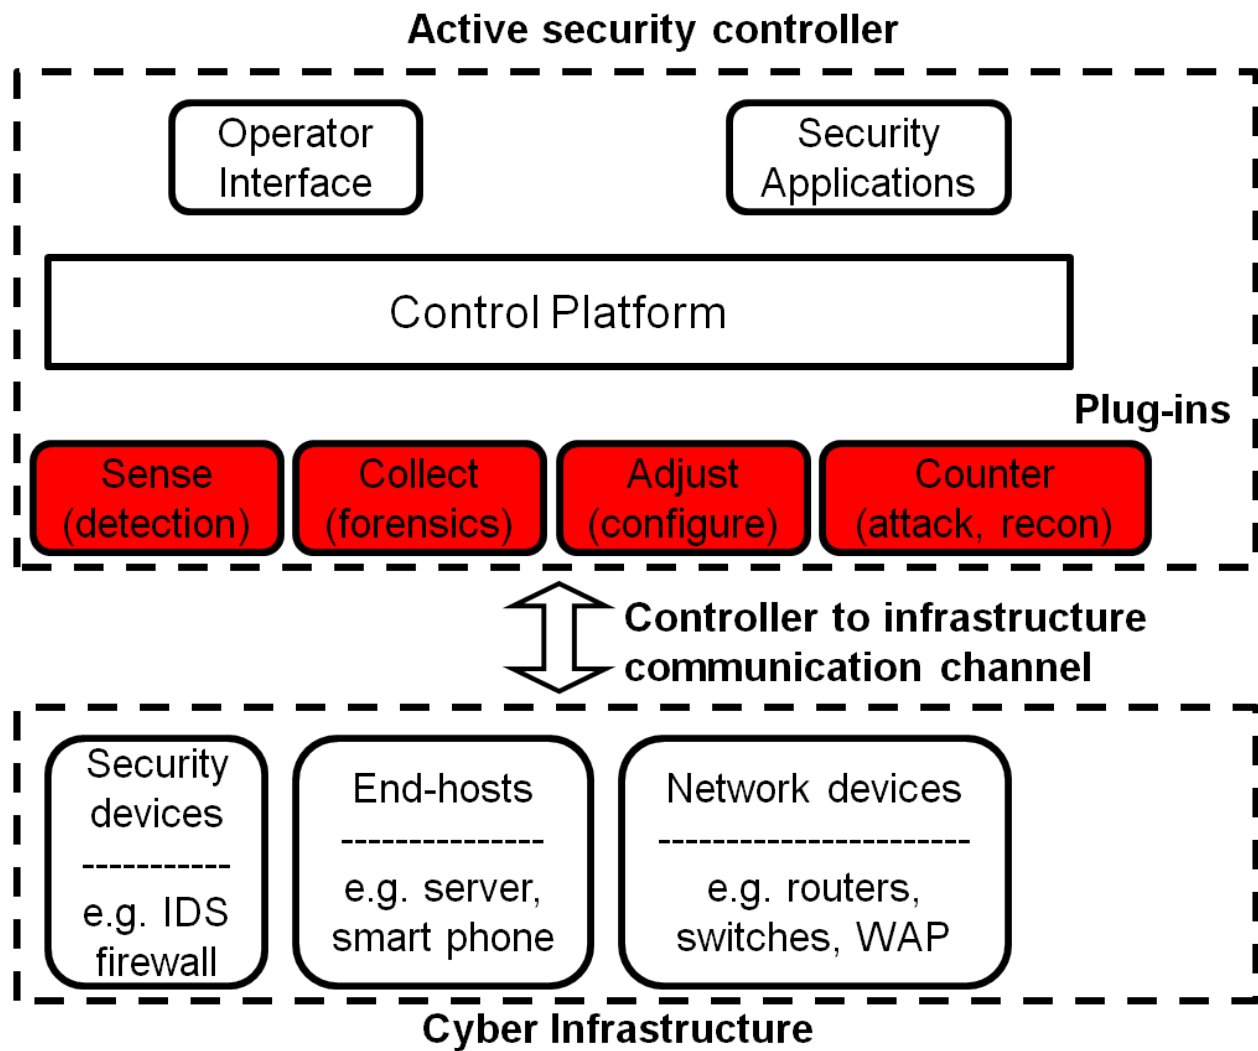 Active security controller
Operator
Interface
Security
Applications
Control Platform
Plug-ins
Sense
(detection)
Collect
(forensics)
Adjust
(configure)
Counter
(attack, recon)
Controller to infrastructure
communication channel
Security
devices
-----------
e.g. IDS
firewall
End-hosts
---------------
e.g. server,
smart phone
Network devices
-----------------------
e.g. routers,
switches, WAP
Cyber Infrastructure